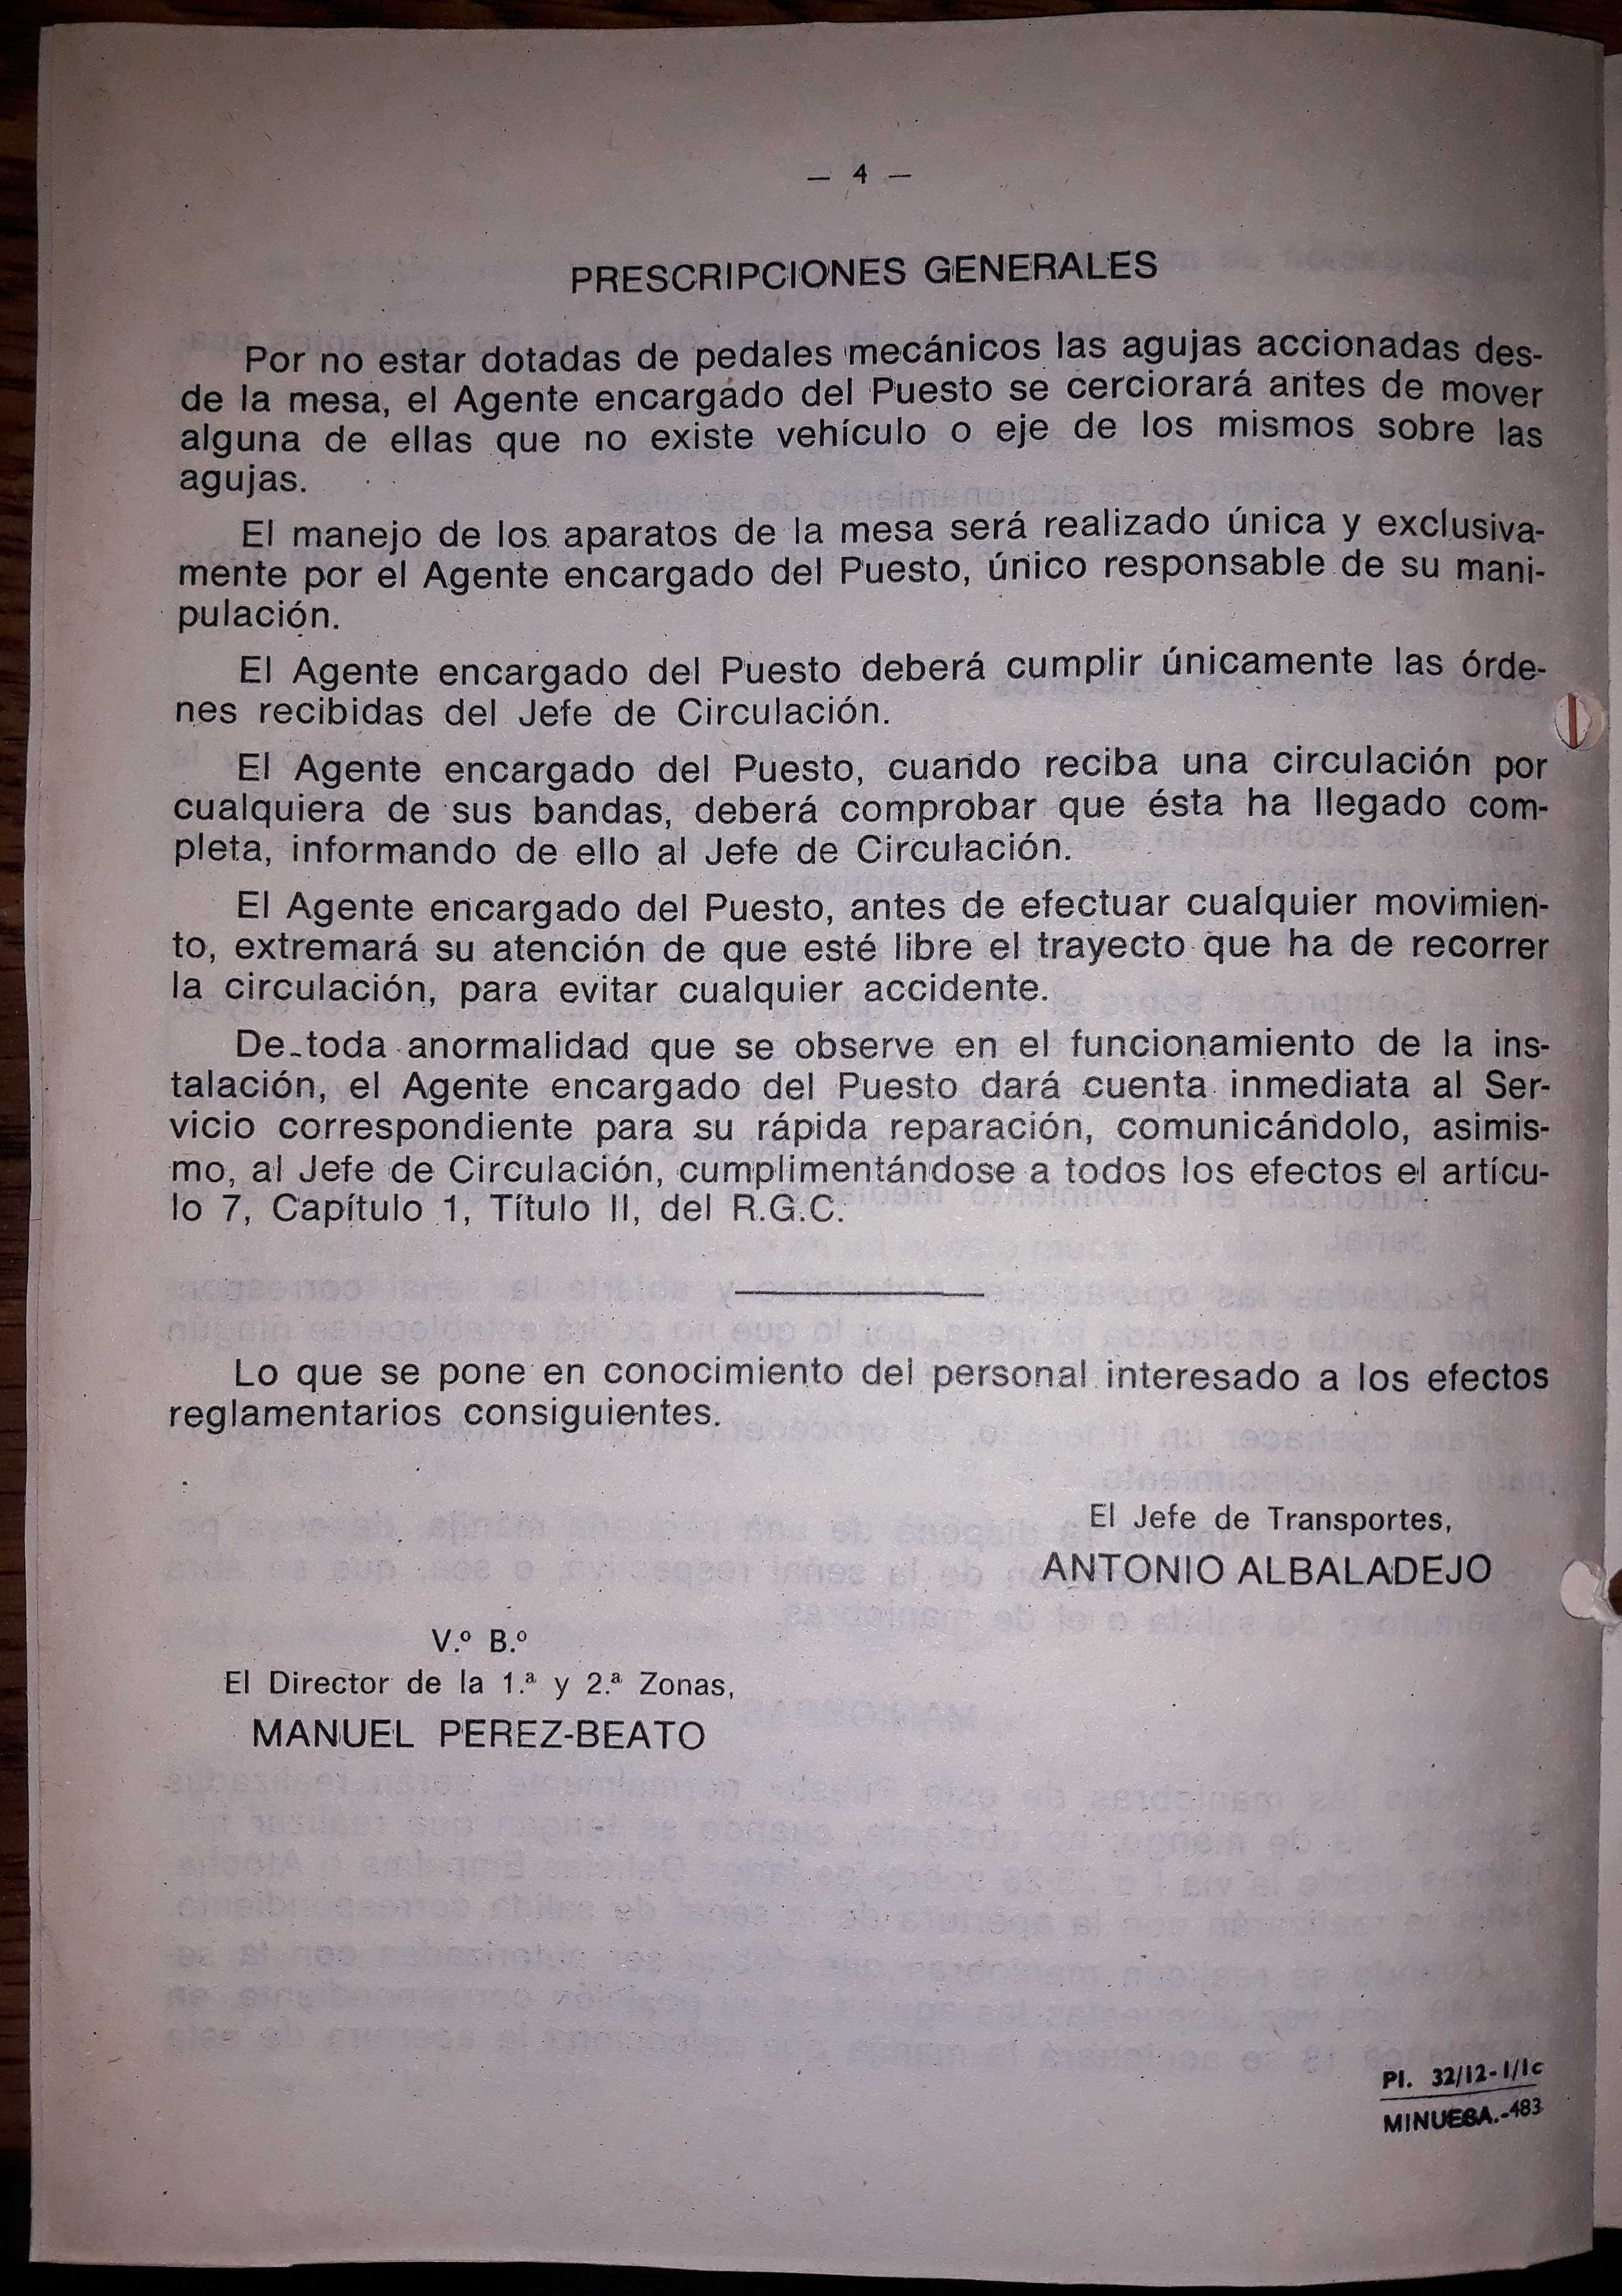 — 4 —
PRESCRIPCIONES GENERALES
Por no estar dotadas de pedales mecánicos las agujas accionadas des-
de la mesa, el Agente encargado del Puesto se cerciorará antes de mover
alguna de ellas que no existe vehículo o eje de los mismos sobre las
agujas.
El manejo de los aparatos de la mesa será realizado única y exclusiva-
mente por el Agente encargado del Puesto, único responsable de su mani-
pulación.
El Agente encargado del Puesto deberá cumplir únicamente las órde-
nes recibidas del Jefe de Circulación.
El Agente encargado del Puesto, cuando reciba una circulación por
cualquiera de sus bandas, deberá comprobar que ésta ha llegado com-
pleta, informando de ello al Jefe de Circulación.
El Agente encargado del Puesto, antes de efectuar cualquier movimien-
to, extremará su atención de que esté libre el trayecto que ha de recorrer
la circulación, para evitar cualquier accidente.
De toda anormalidad que se observe en el funcionamiento de la ins-
talación, el Agente encargado del Puesto dará cuenta inmediata al Ser-
vicio correspondiente para su rápida reparación, comunicándolo, asimis-
mo, al Jefe de Circulación, cumplimentándose a todos los efectos el artícu-
lo 7, Capítulo 1, Título II, del R.G.C.
Lo que se pone en conocimiento del personal interesado a los efectos
reglamentarios consiguientes.
El Jefe de Transportes,
ANTONIO ALBALADEJO
V.º B.º
El Director de la 1.ª y 2.ª Zonas,
MANUEL PEREZ-BEATO
Pl. 32/12-1/1c
MINUESA.-483